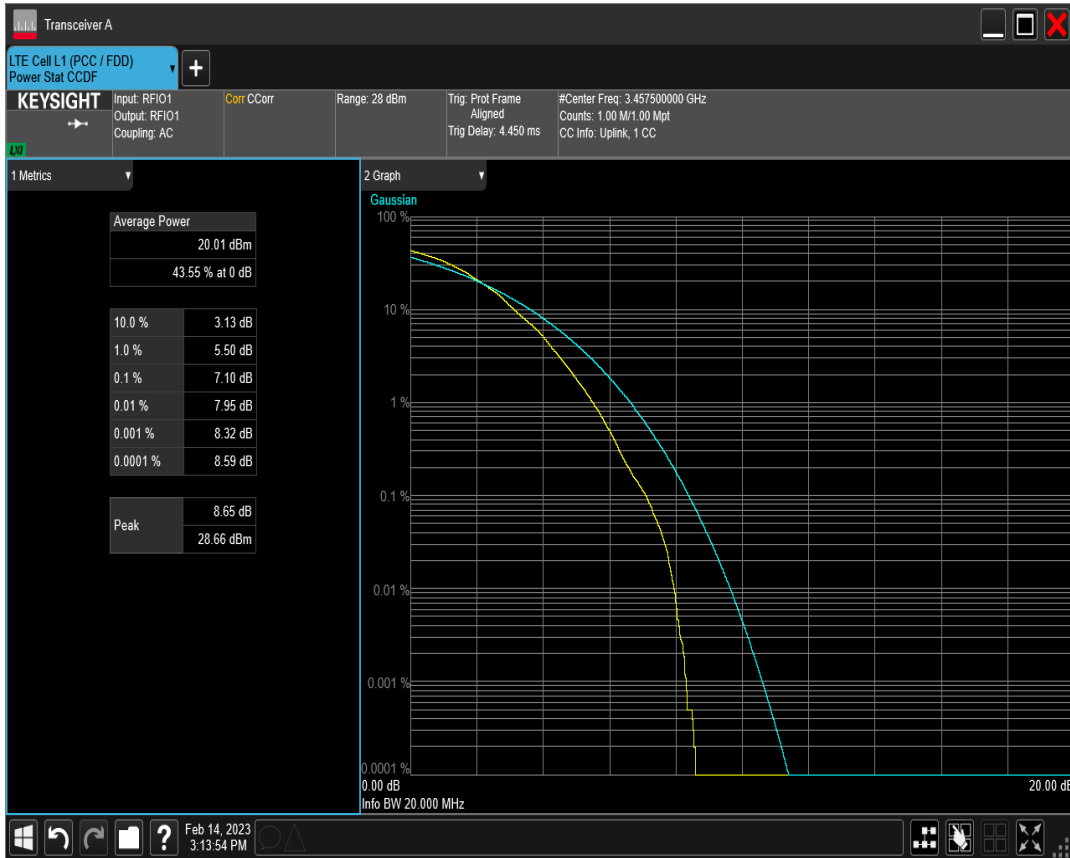 Transceiver A
LTE Cell L1 (PCC / FDD)
Power Stat CCDF
+
KEYSIGHT
LXI
Input: RFIO1
Output: RFIO1
Coupling: AC
Corr CCorr
Range: 28 dBm
Trig: Prot Frame
Aligned
Trig Delay: 4.450 ms
#Center Freq: 3.457500000 GHz
Counts: 1.00 M/1.00 Mpt
CC Info: Uplink, 1 CC
1 Metrics
Average Power
20.01 dBm
43.55 % at 0 dB
10.0 % 3.13 dB
1.0 % 5.50 dB
0.1 % 7.10 dB
0.01 % 7.95 dB
0.001 % 8.32 dB
0.0001 % 8.59 dB
Peak 8.65 dB
28.66 dBm
2 Graph
Gaussian
100 %
10 %
1 %
0.1 %
0.01 %
0.001 %
0.0001 %
0.00 dB 20.00 dB
Info BW 20.000 MHz
?
Feb 14, 2023
3:13:54 PM